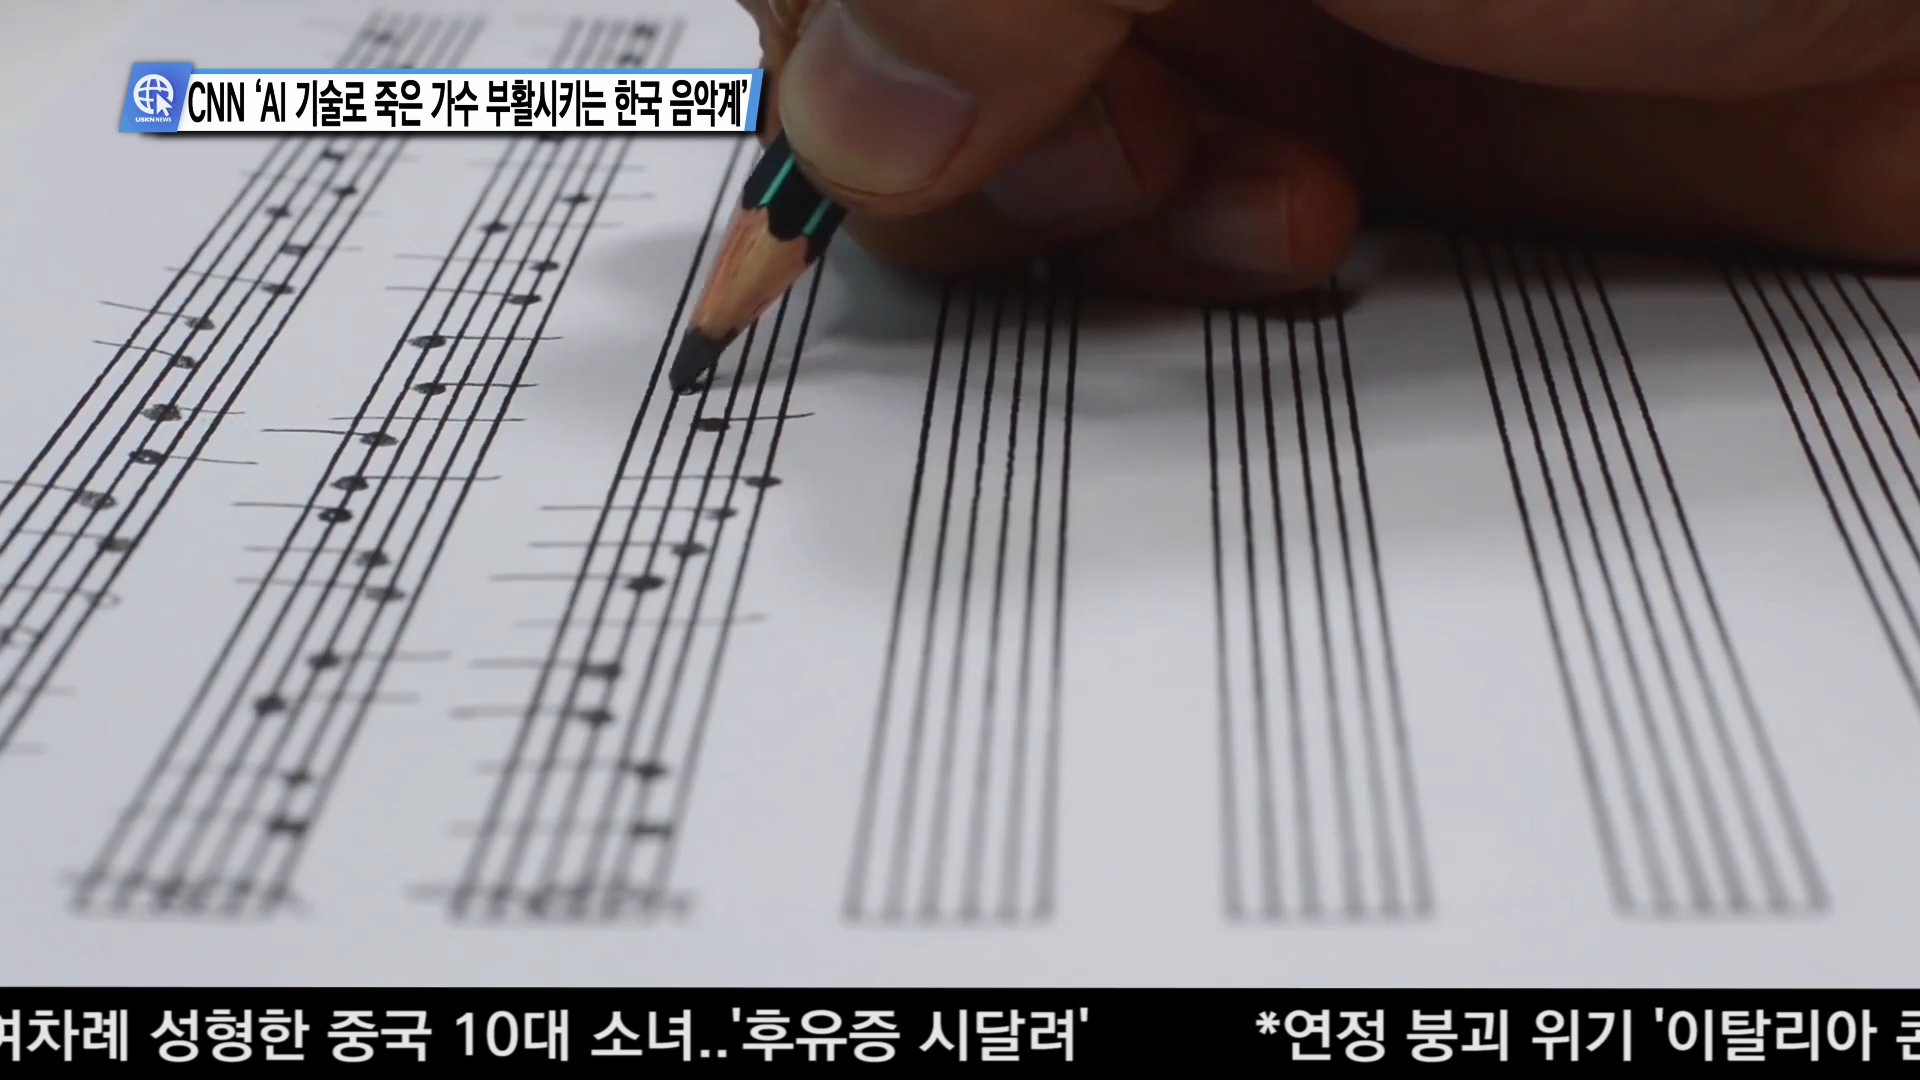 USKN NEWS
CNN ‘AI 기술로 죽은 가수 부활시키는 한국 음악계’
여차례 성형한 중국 10대 소녀..'후유증 시달려' *연정 붕괴 위기 '이탈리아